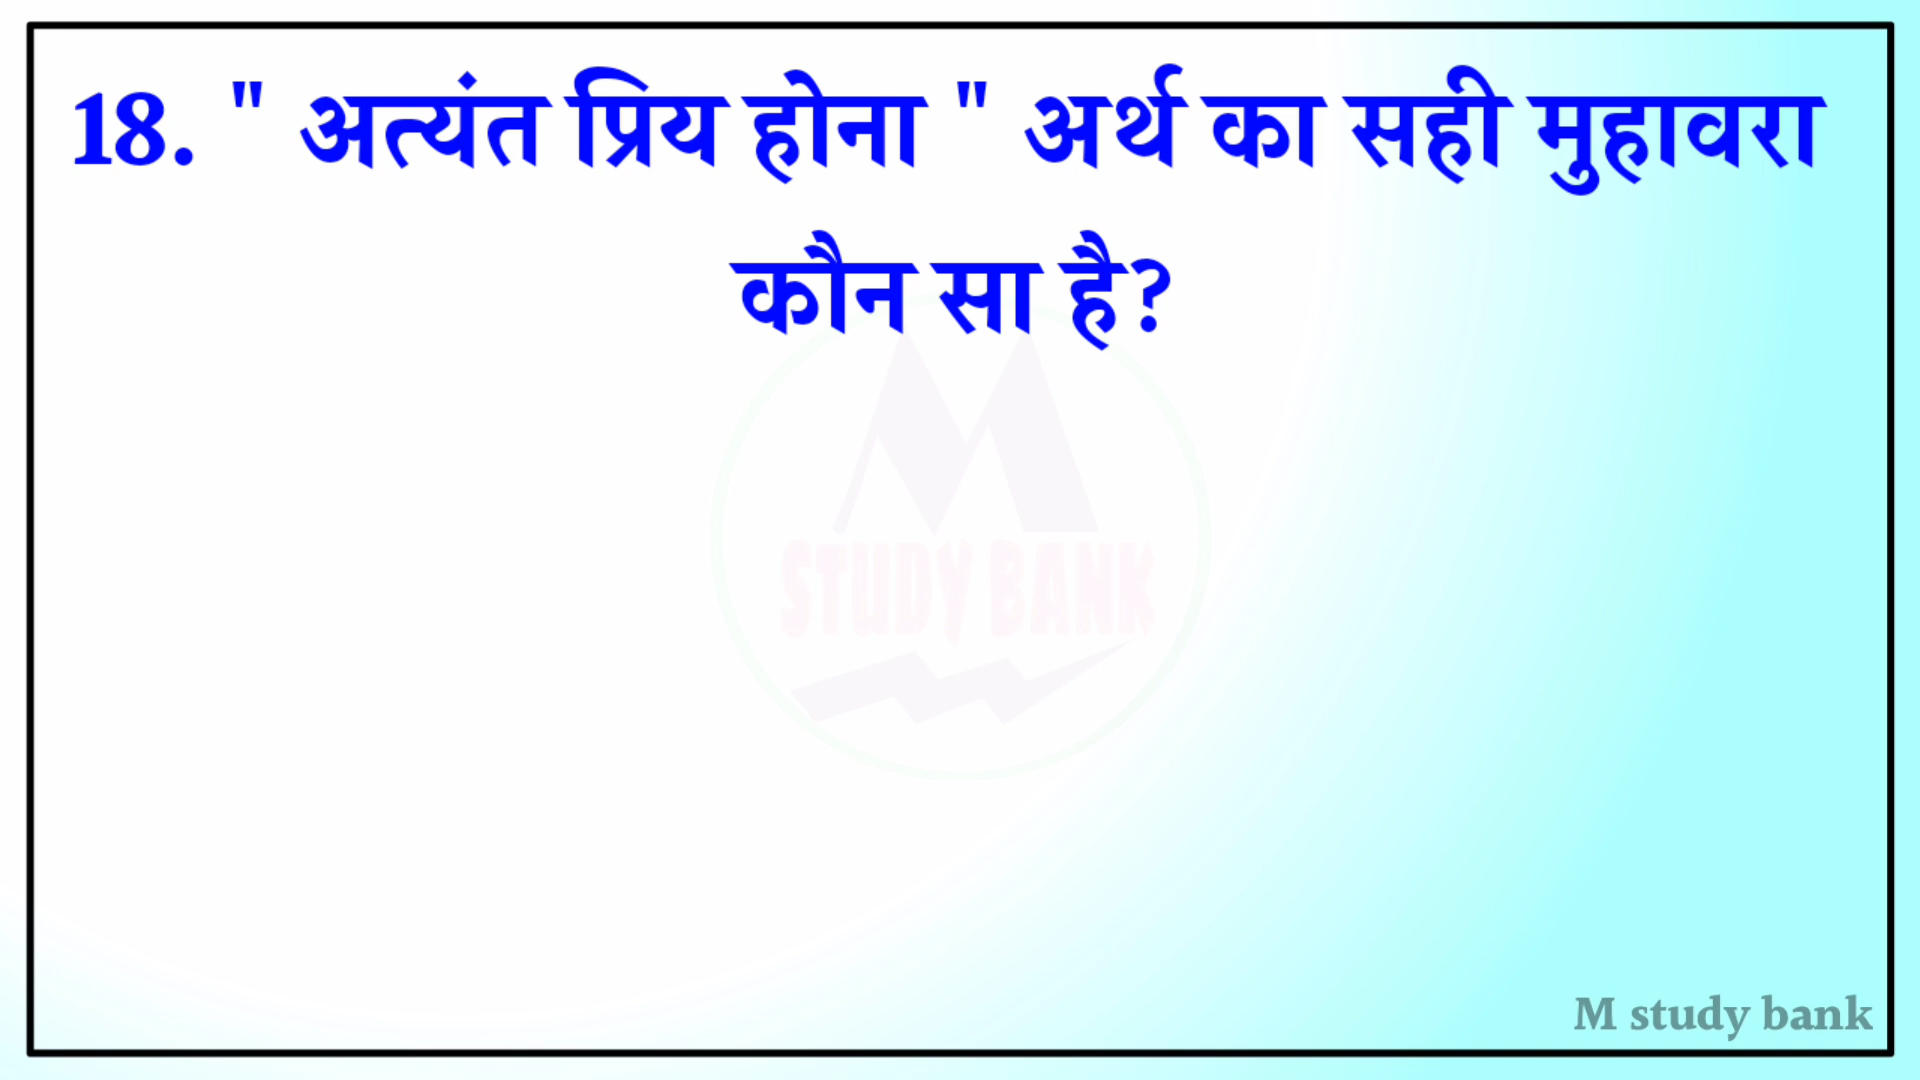 18. " अत्यंत प्रिय होना " अर्थ का सही मुहावरा
कौन सा है?
STUDY BANK
M study bank